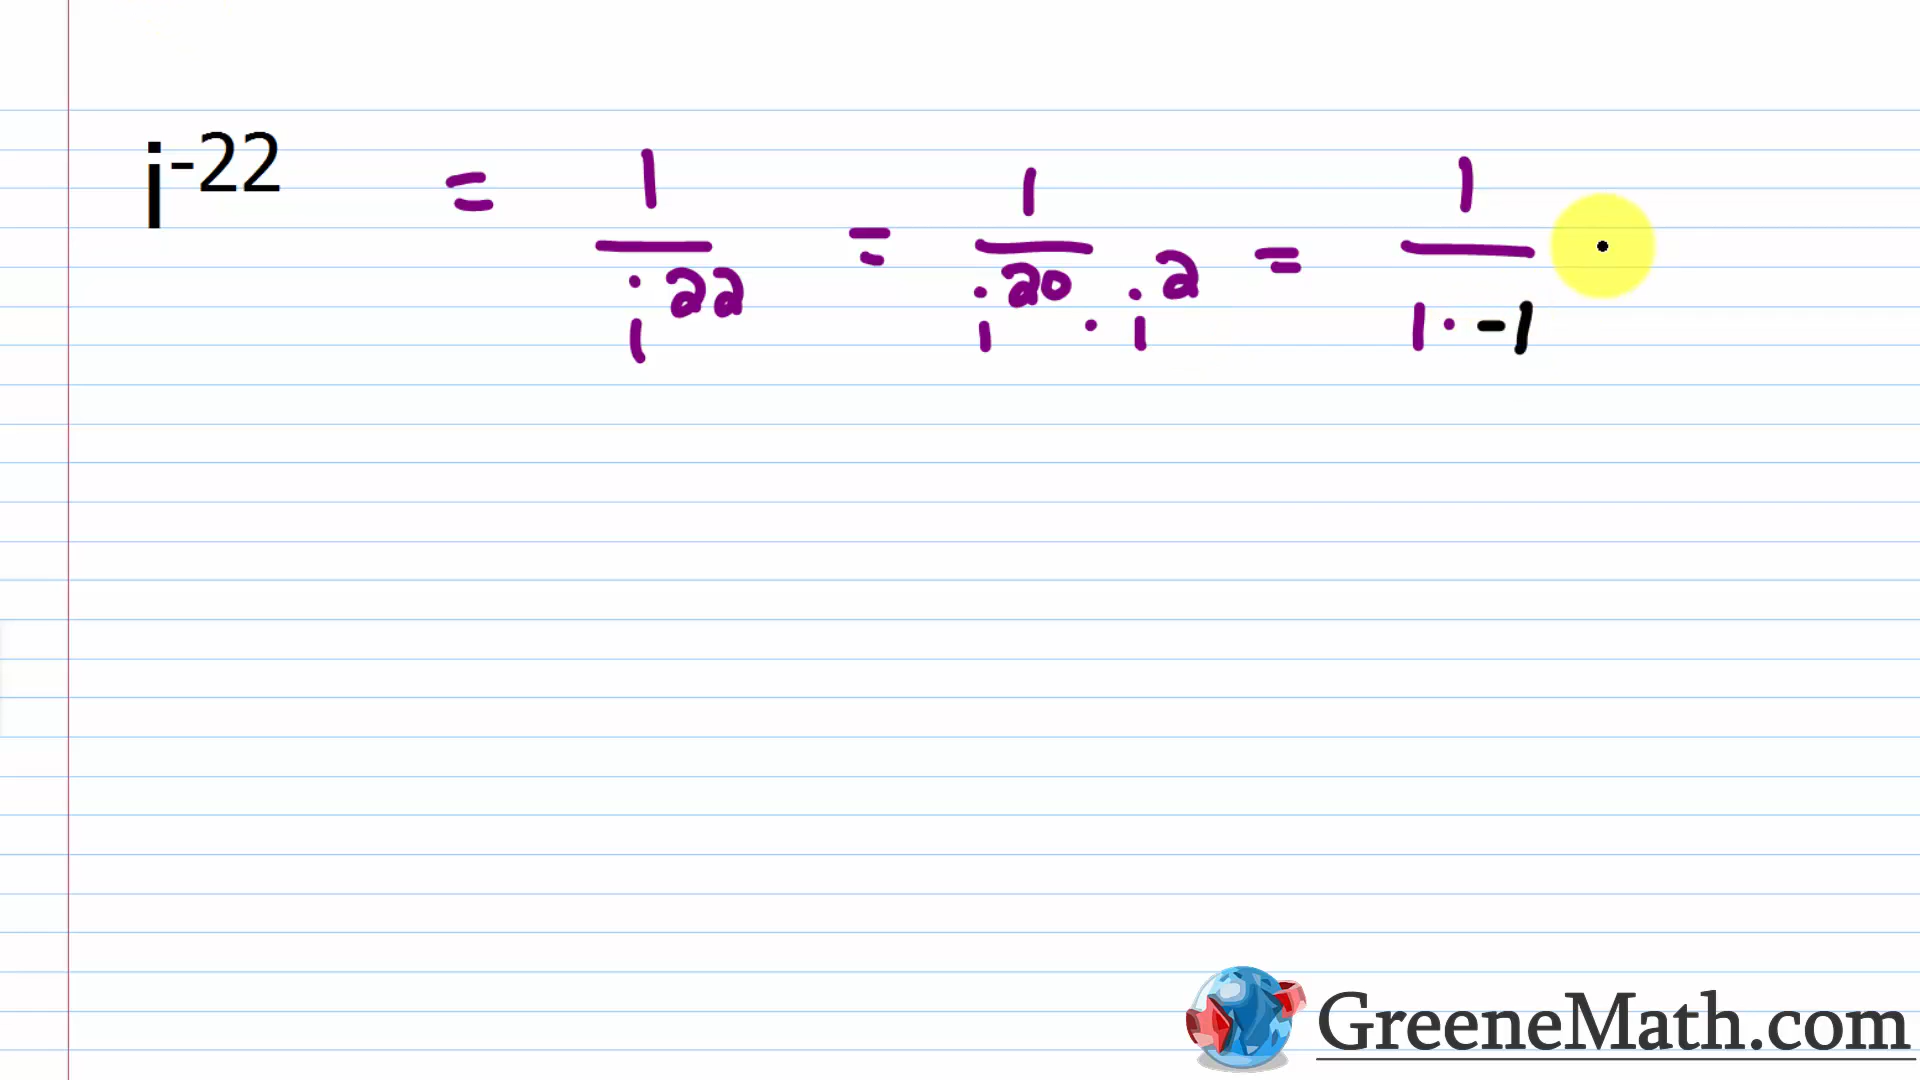 i^-22 = 1/i^22 = 1/i^20 · i^2 = 1/1 · -1
GreeneMath.com